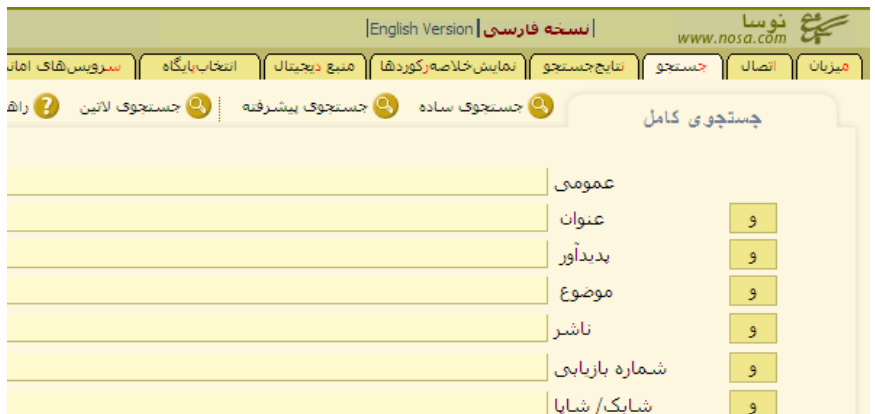 نوسا
www.nosa.com
|نسخه فارسی|English Version|
میزبان اتصال جستجو نتایج‌جستجو نمایش‌خلاصه‌رکوردها منبع دیجیتال انتخاب‌پایگاه سرویس‌های
جستجوی کامل
جستجوی ساده جستجوی پیشرفته جستجوی لاتین
عمومی
و عنوان
و پدیدآور
و موضوع
و ناشر
و شماره بازیابی
و شابک/ شاپا